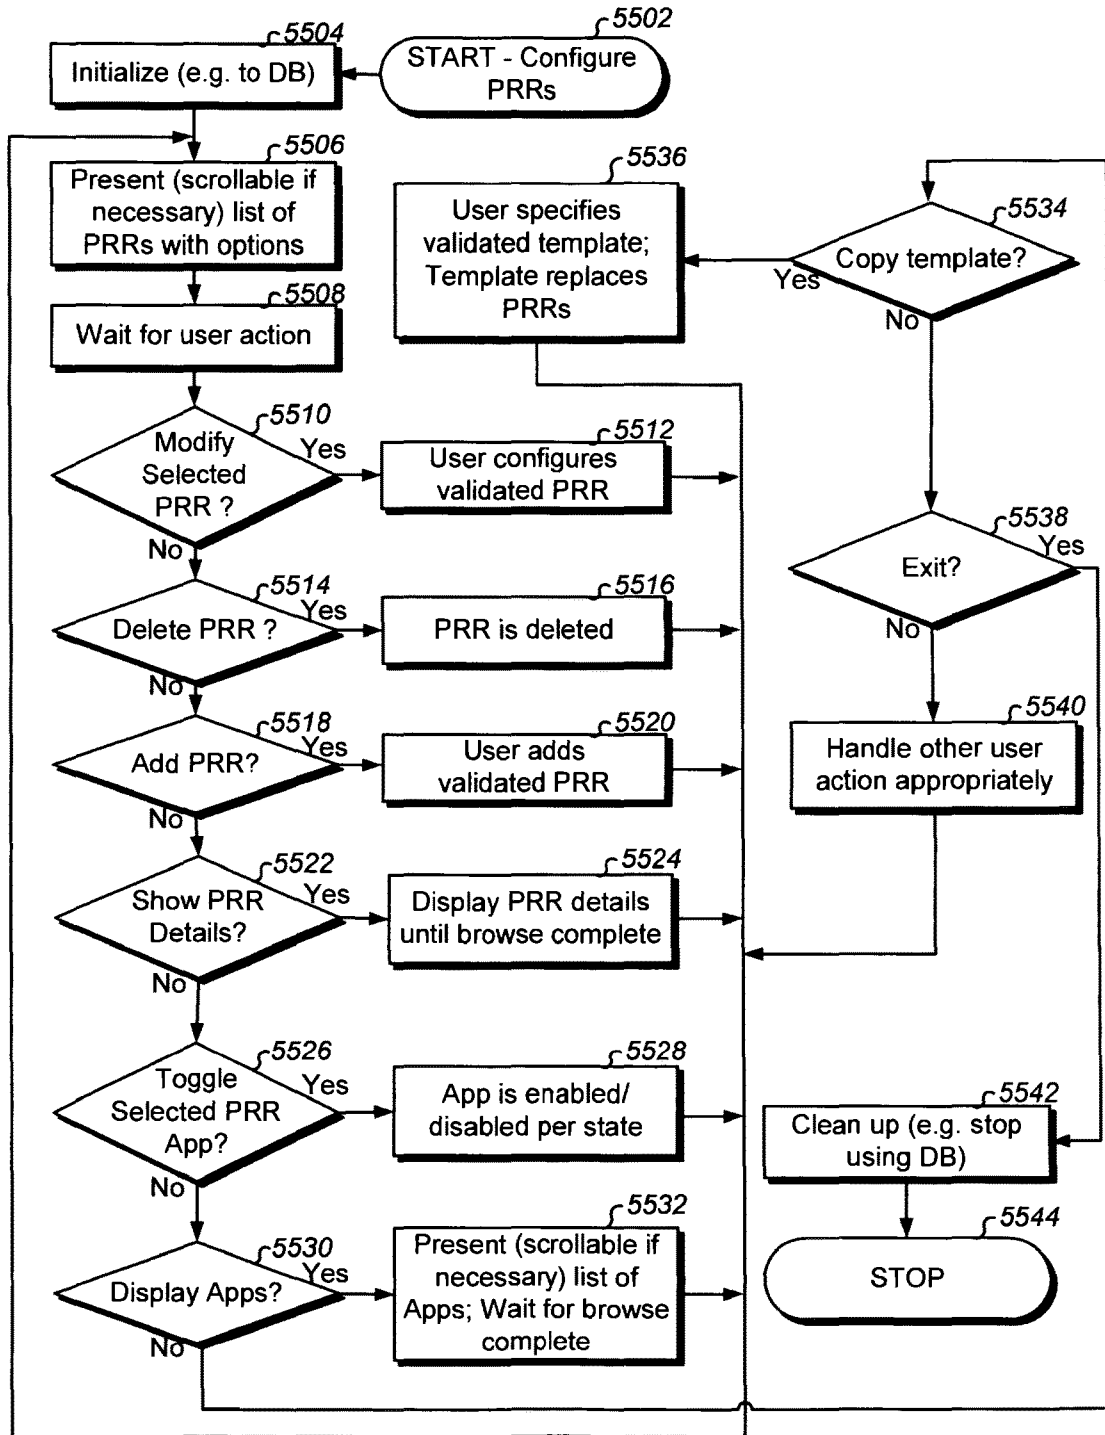 5502
START - Configure
PRRs
5504
Initialize (e.g. to DB)
5506
Present (scrollable if
necessary) list of
PRRs with options
5508
Wait for user action
5510
Modify
Selected
PRR ?
Yes
No
5512
User configures
validated PRR
5514
Delete PRR ?
Yes
No
5516
PRR is deleted
5518
Add PRR?
Yes
No
5520
User adds
validated PRR
5522
Show PRR
Details?
Yes
No
5524
Display PRR details
until browse complete
5526
Toggle
Selected PRR
App?
Yes
No
5528
App is enabled/
disabled per state
5530
Display Apps?
Yes
No
5532
Present (scrollable if
necessary) list of
Apps; Wait for browse
complete
5534
Copy template?
Yes
No
5536
User specifies
validated template;
Template replaces
PRRs
5538
Exit?
Yes
No
5540
Handle other user
action appropriately
5542
Clean up (e.g. stop
using DB)
5544
STOP